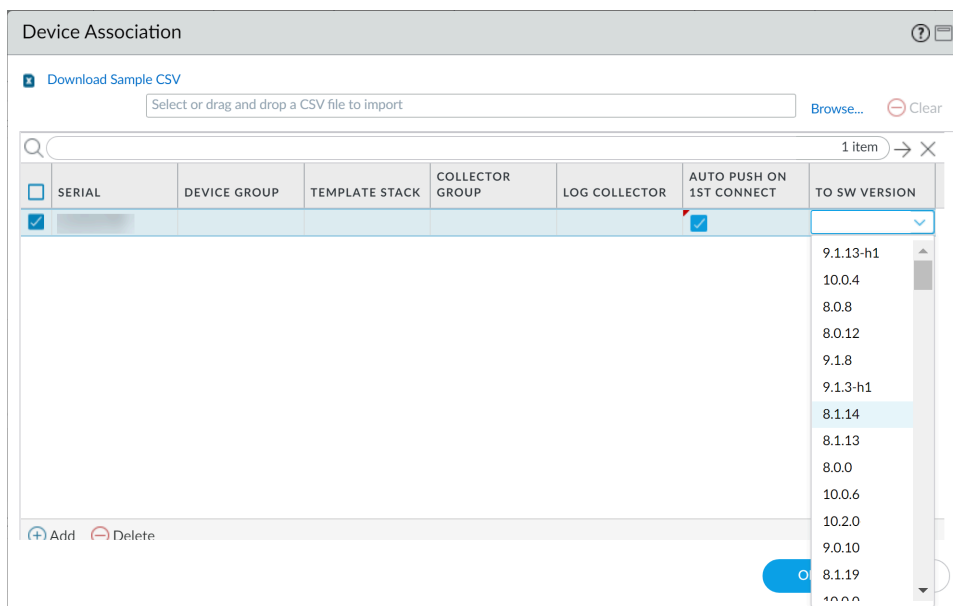 Device Association
Download Sample CSV
Select or drag and drop a CSV file to import
Browse...
Clear
1 item
SERIAL
DEVICE GROUP
TEMPLATE STACK
COLLECTOR
GROUP
LOG COLLECTOR
AUTO PUSH ON
1ST CONNECT
TO SW VERSION
9.1.13-h1
10.0.4
8.0.8
8.0.12
9.1.8
9.1.3-h1
8.1.14
8.1.13
8.0.0
10.0.6
10.2.0
9.0.10
8.1.19
10.0.0
Add
Delete